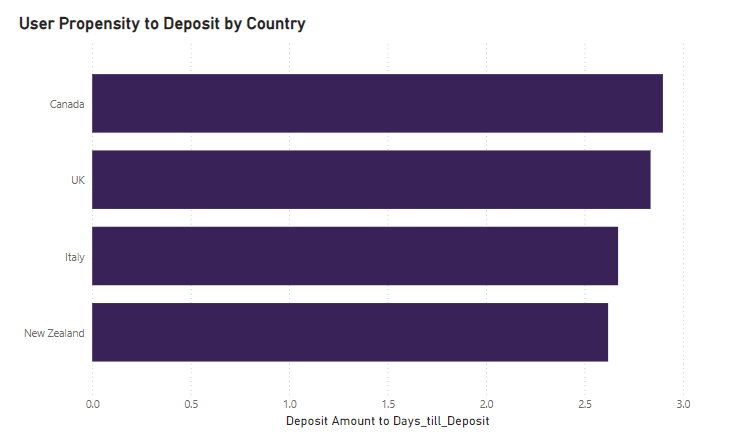 User Propensity to Deposit by Country
Canada
UK
Italy
New Zealand
0.0 0.5 1.0 1.5 2.0 2.5 3.0
Deposit Amount to Days_till_Deposit